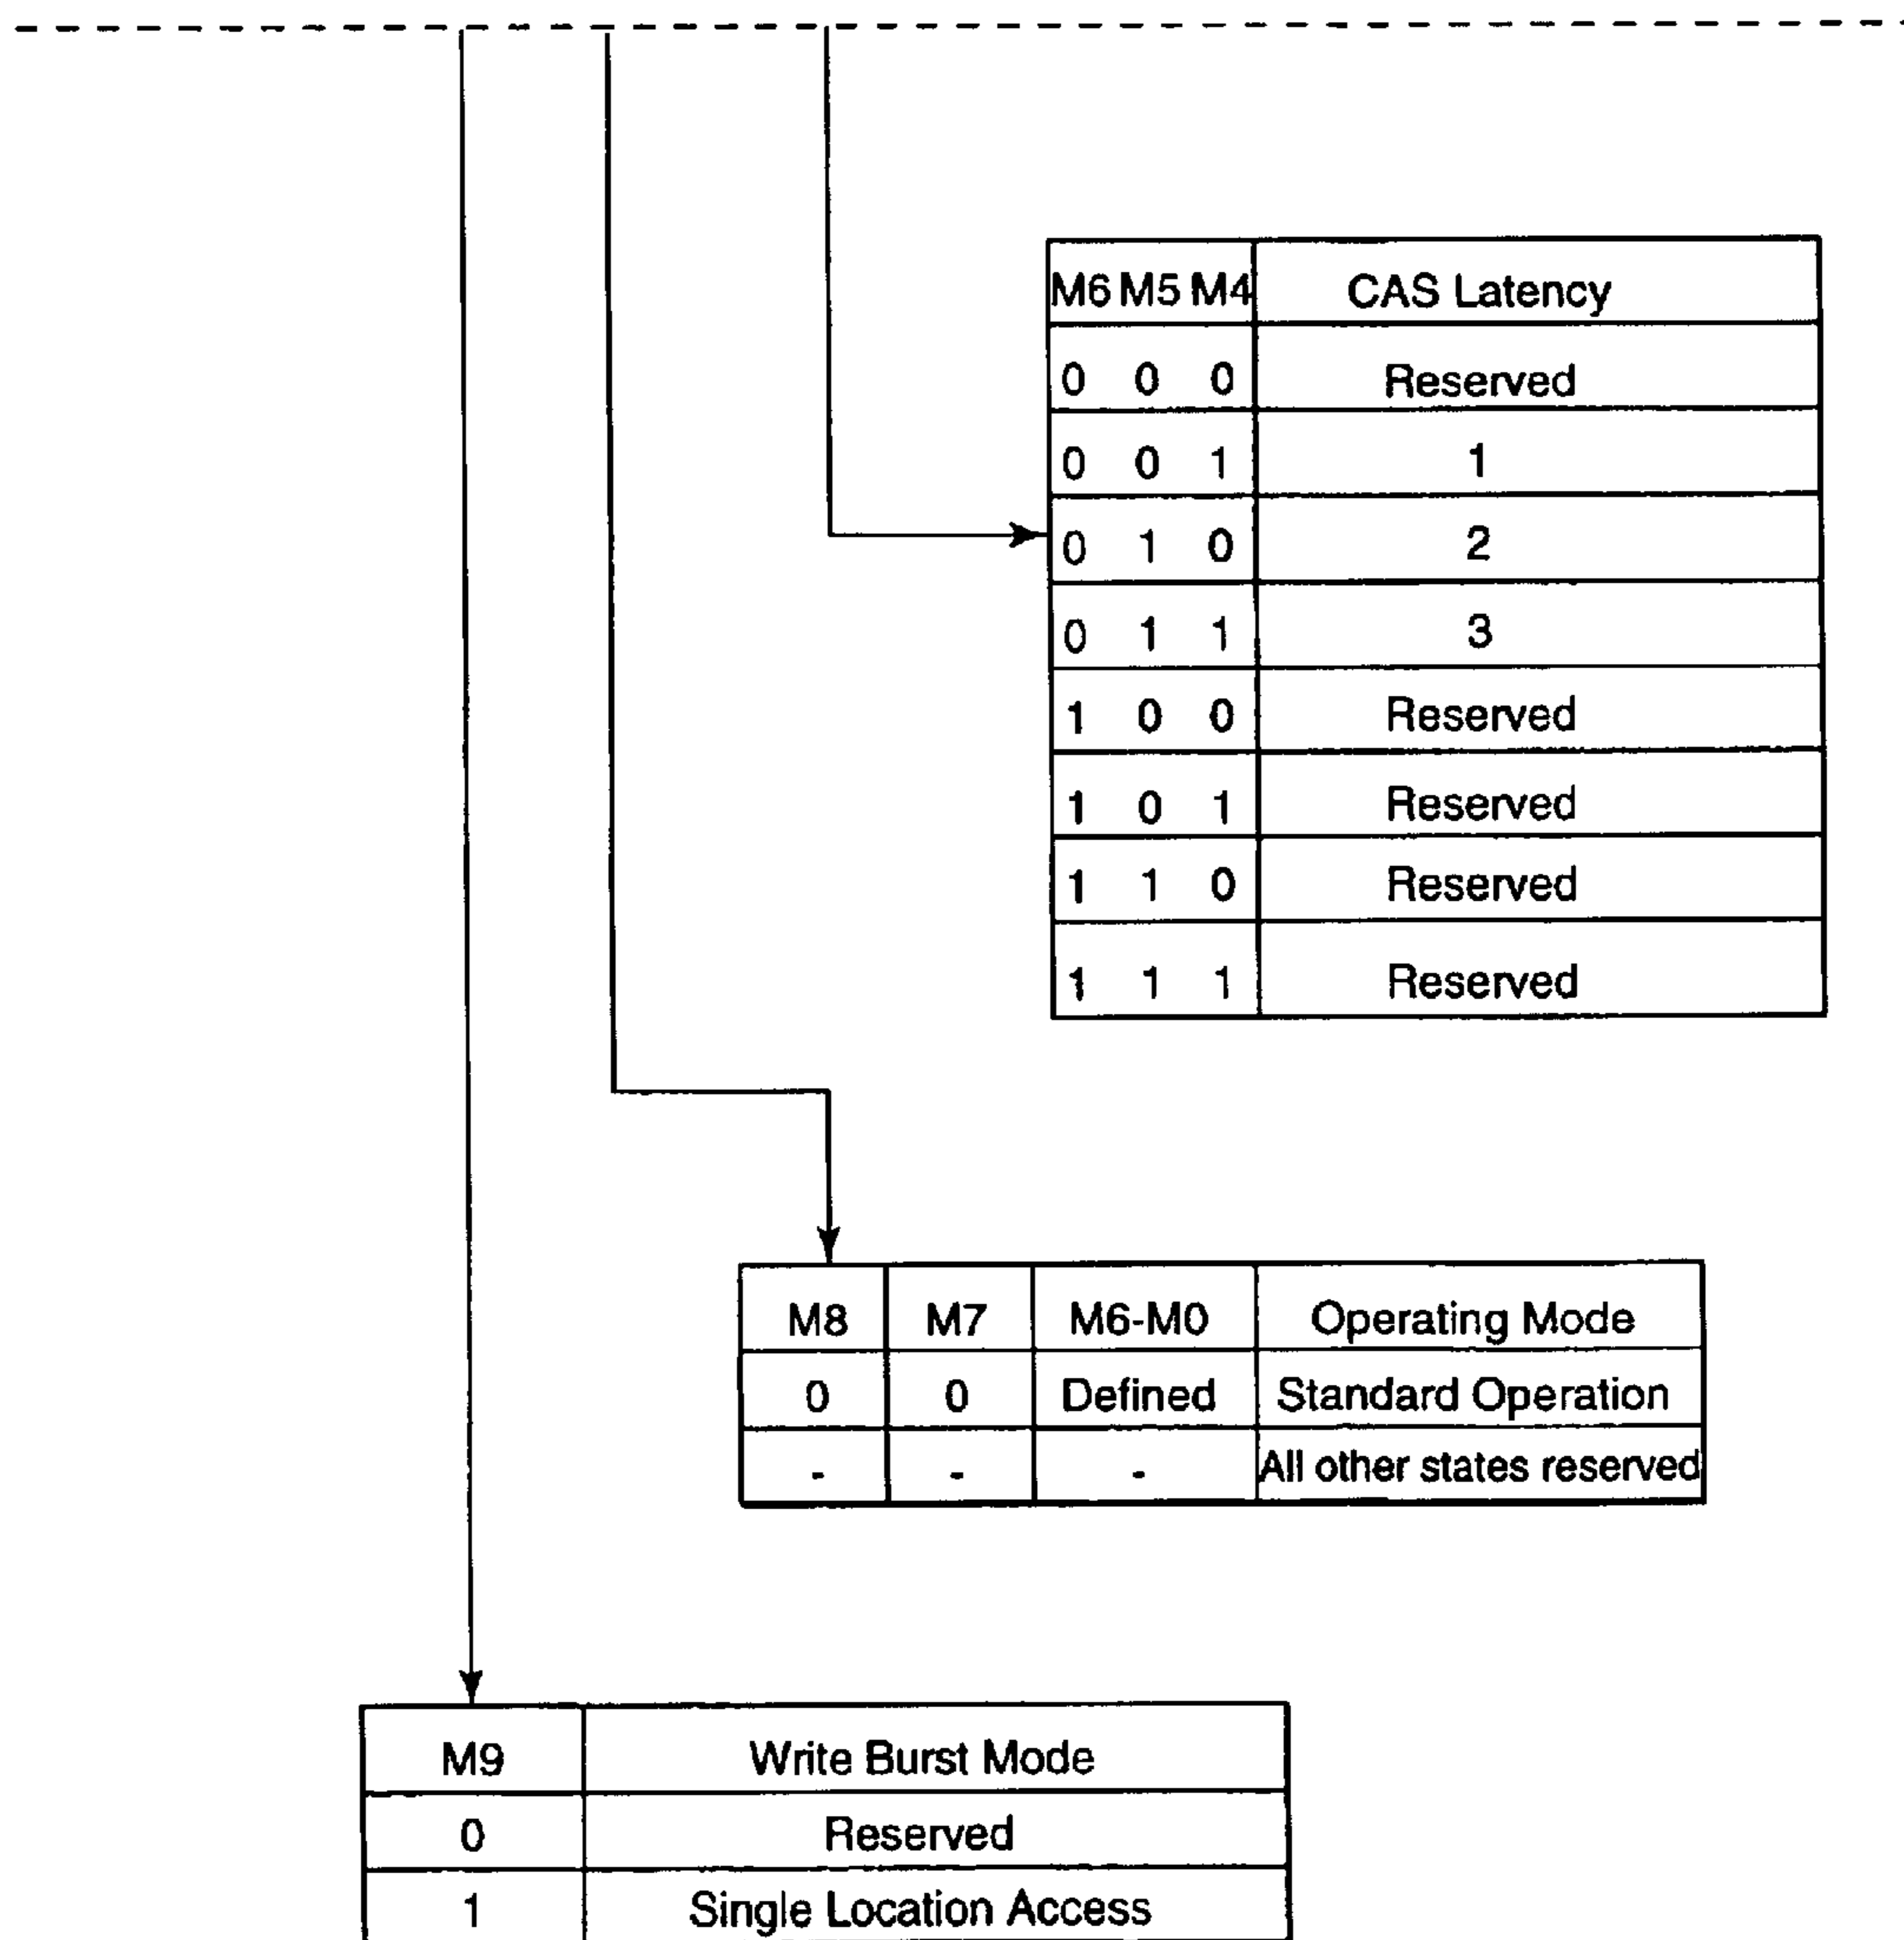 M6 M5 M4 CAS Latency
0 0 0 Reserved
0 0 1 1
0 1 0 2
0 1 1 3
1 0 0 Reserved
1 0 1 Reserved
1 1 0 Reserved
1 1 1 Reserved
M8 M7 M6-M0 Operating Mode
0 0 Defined Standard Operation
- - - All other states reserved
M9 Write Burst Mode
0 Reserved
1 Single Location Access